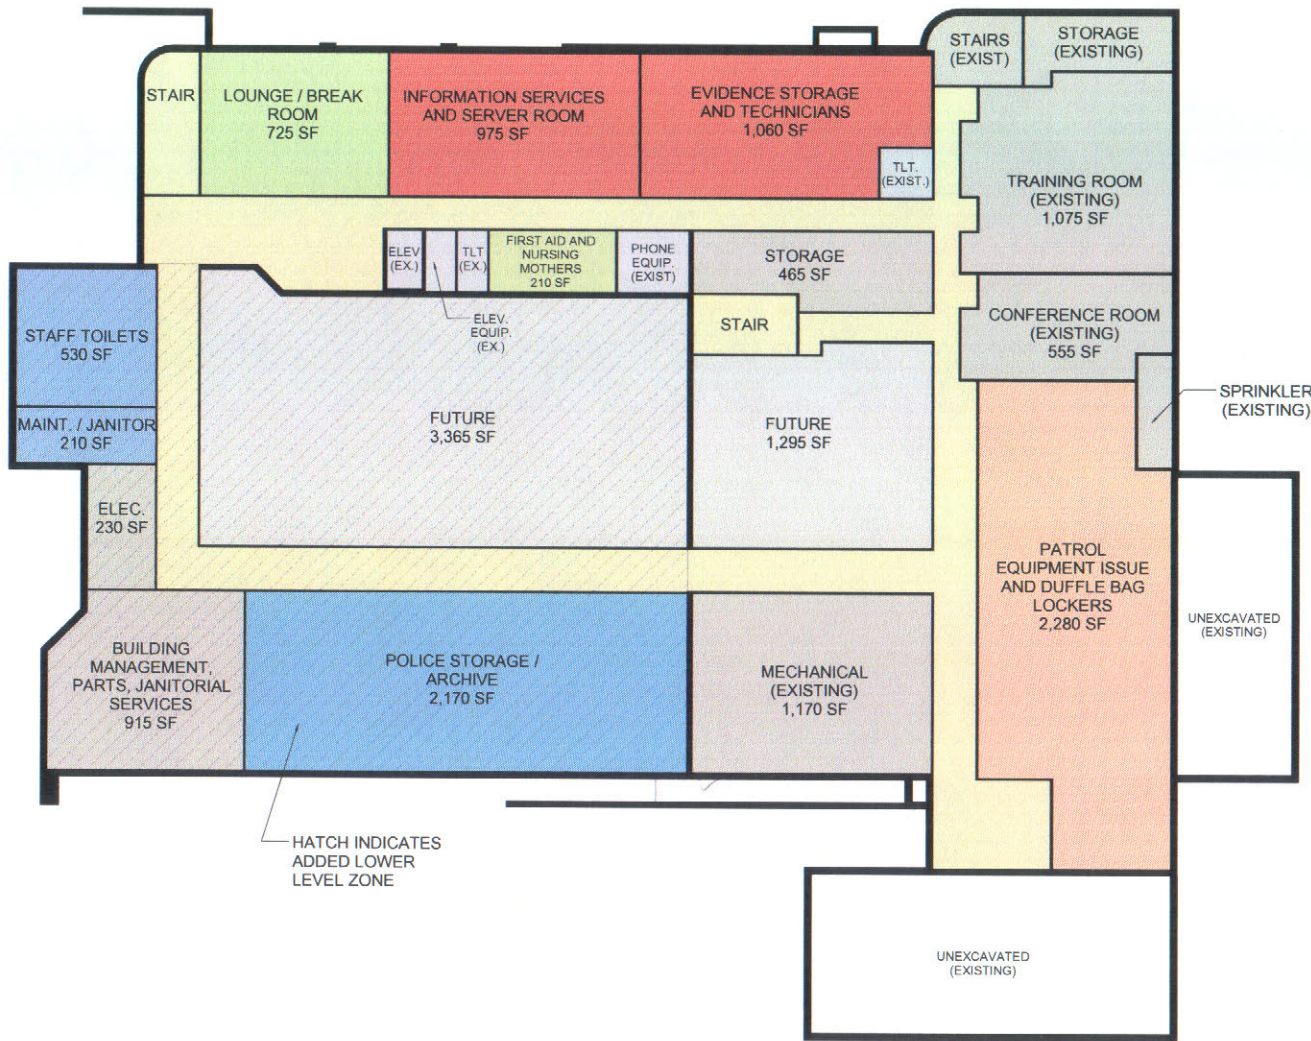 STAIRS
(EXIST)
STORAGE
(EXISTING)
STAIR
LOUNGE / BREAK
ROOM
725 SF
INFORMATION SERVICES
AND SERVER ROOM
975 SF
EVIDENCE STORAGE
AND TECHNICIANS
1,060 SF
TLT.
(EXIST.)
TRAINING ROOM
(EXISTING)
1,075 SF
ELEV
(EX.)
TLT
(EX.)
FIRST AID AND
NURSING
MOTHERS
210 SF
PHONE
EQUIP.
(EXIST)
STORAGE
465 SF
ELEV.
EQUIP.
(EX.)
STAIR
CONFERENCE ROOM
(EXISTING)
555 SF
STAFF TOILETS
530 SF
SPRINKLER
(EXISTING)
MAINT. / JANITOR
210 SF
FUTURE
3,365 SF
FUTURE
1,295 SF
ELEC.
230 SF
PATROL
EQUIPMENT ISSUE
AND DUFFLE BAG
LOCKERS
2,280 SF
UNEXCAVATED
(EXISTING)
BUILDING
MANAGEMENT,
PARTS, JANITORIAL
SERVICES
915 SF
POLICE STORAGE /
ARCHIVE
2,170 SF
MECHANICAL
(EXISTING)
1,170 SF
HATCH INDICATES
ADDED LOWER
LEVEL ZONE
UNEXCAVATED
(EXISTING)